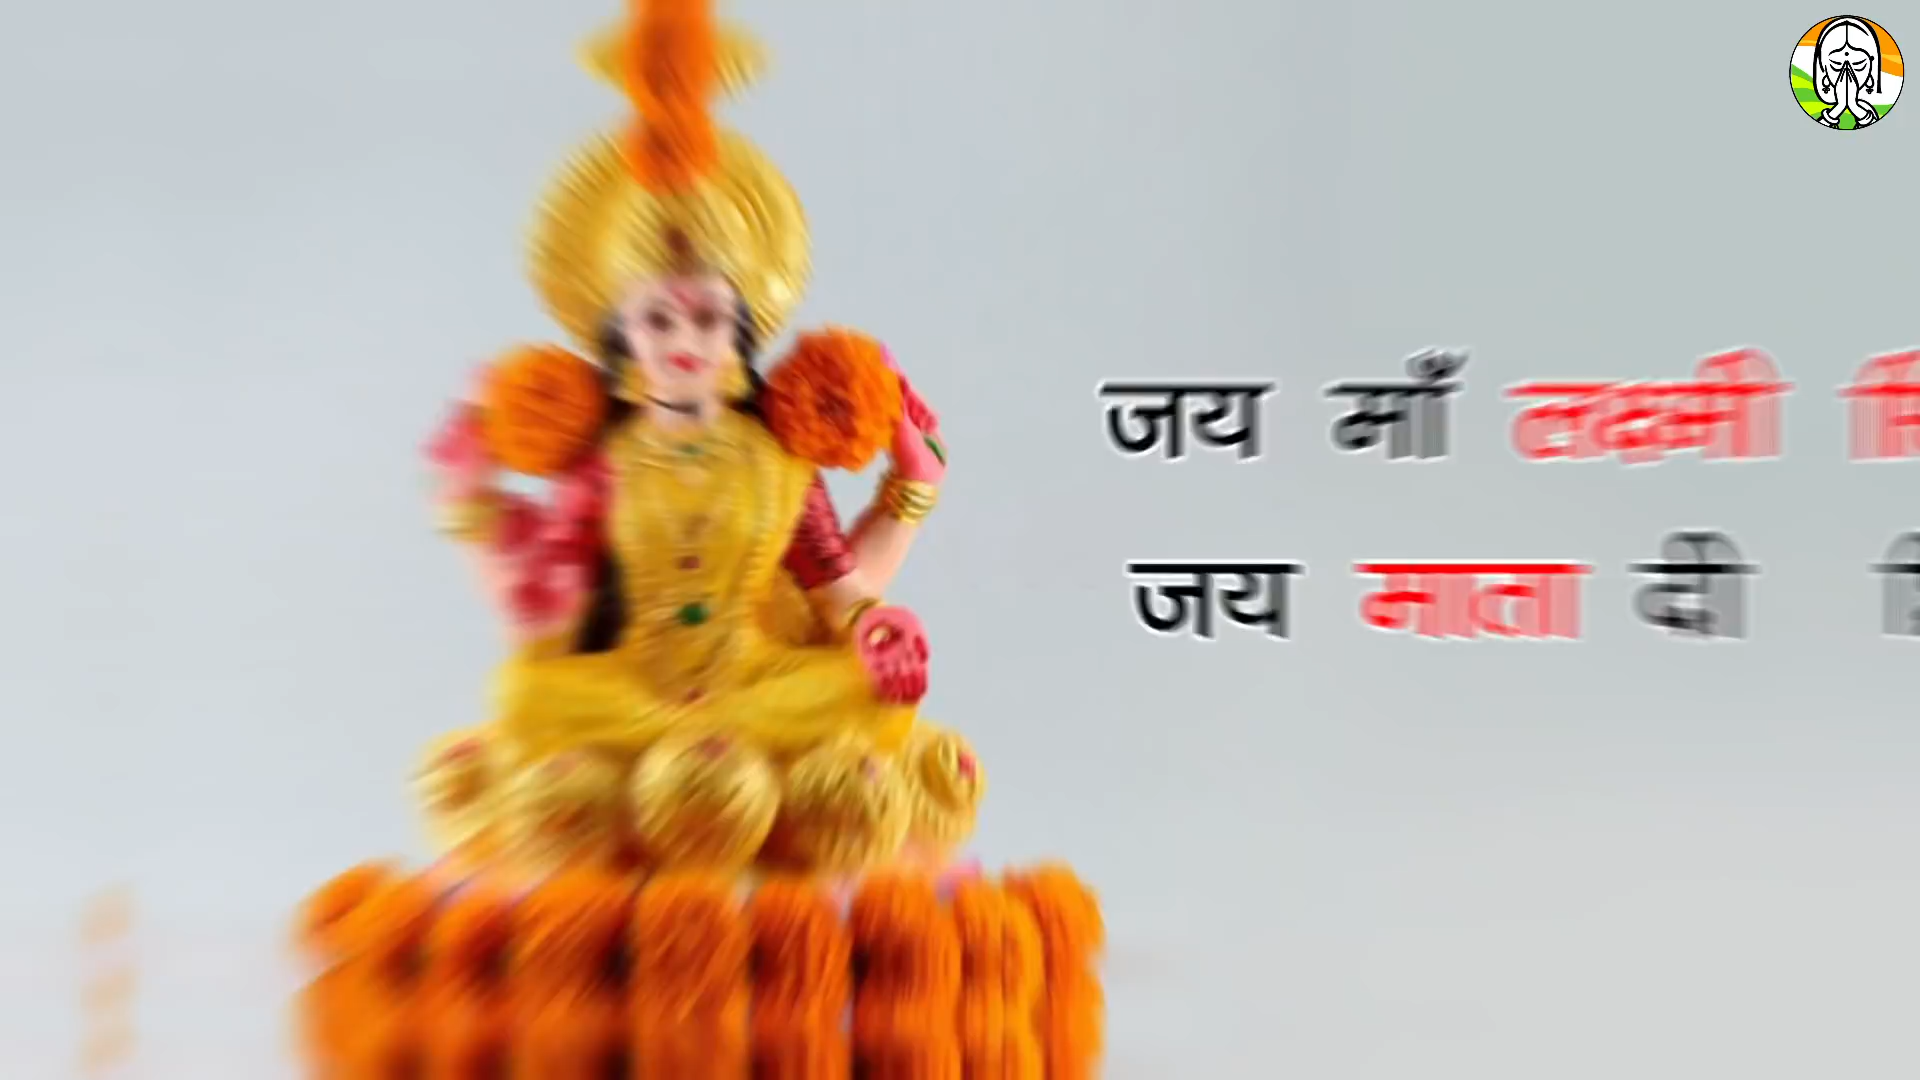 जय माँ लक्ष्मी
जय माता दी